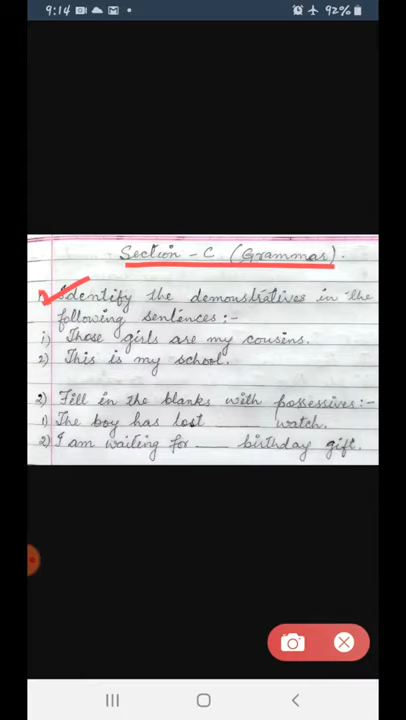 9:14 92%
Section - C (Grammar).
1) Identify the demonstratives in the
following sentences:-
i) Those girls are my cousins.
2) This is my school.
2) Fill in the blanks with possessives:-
1) The boy has lost ____ watch.
2) I am waiting for ____ birthday gift.